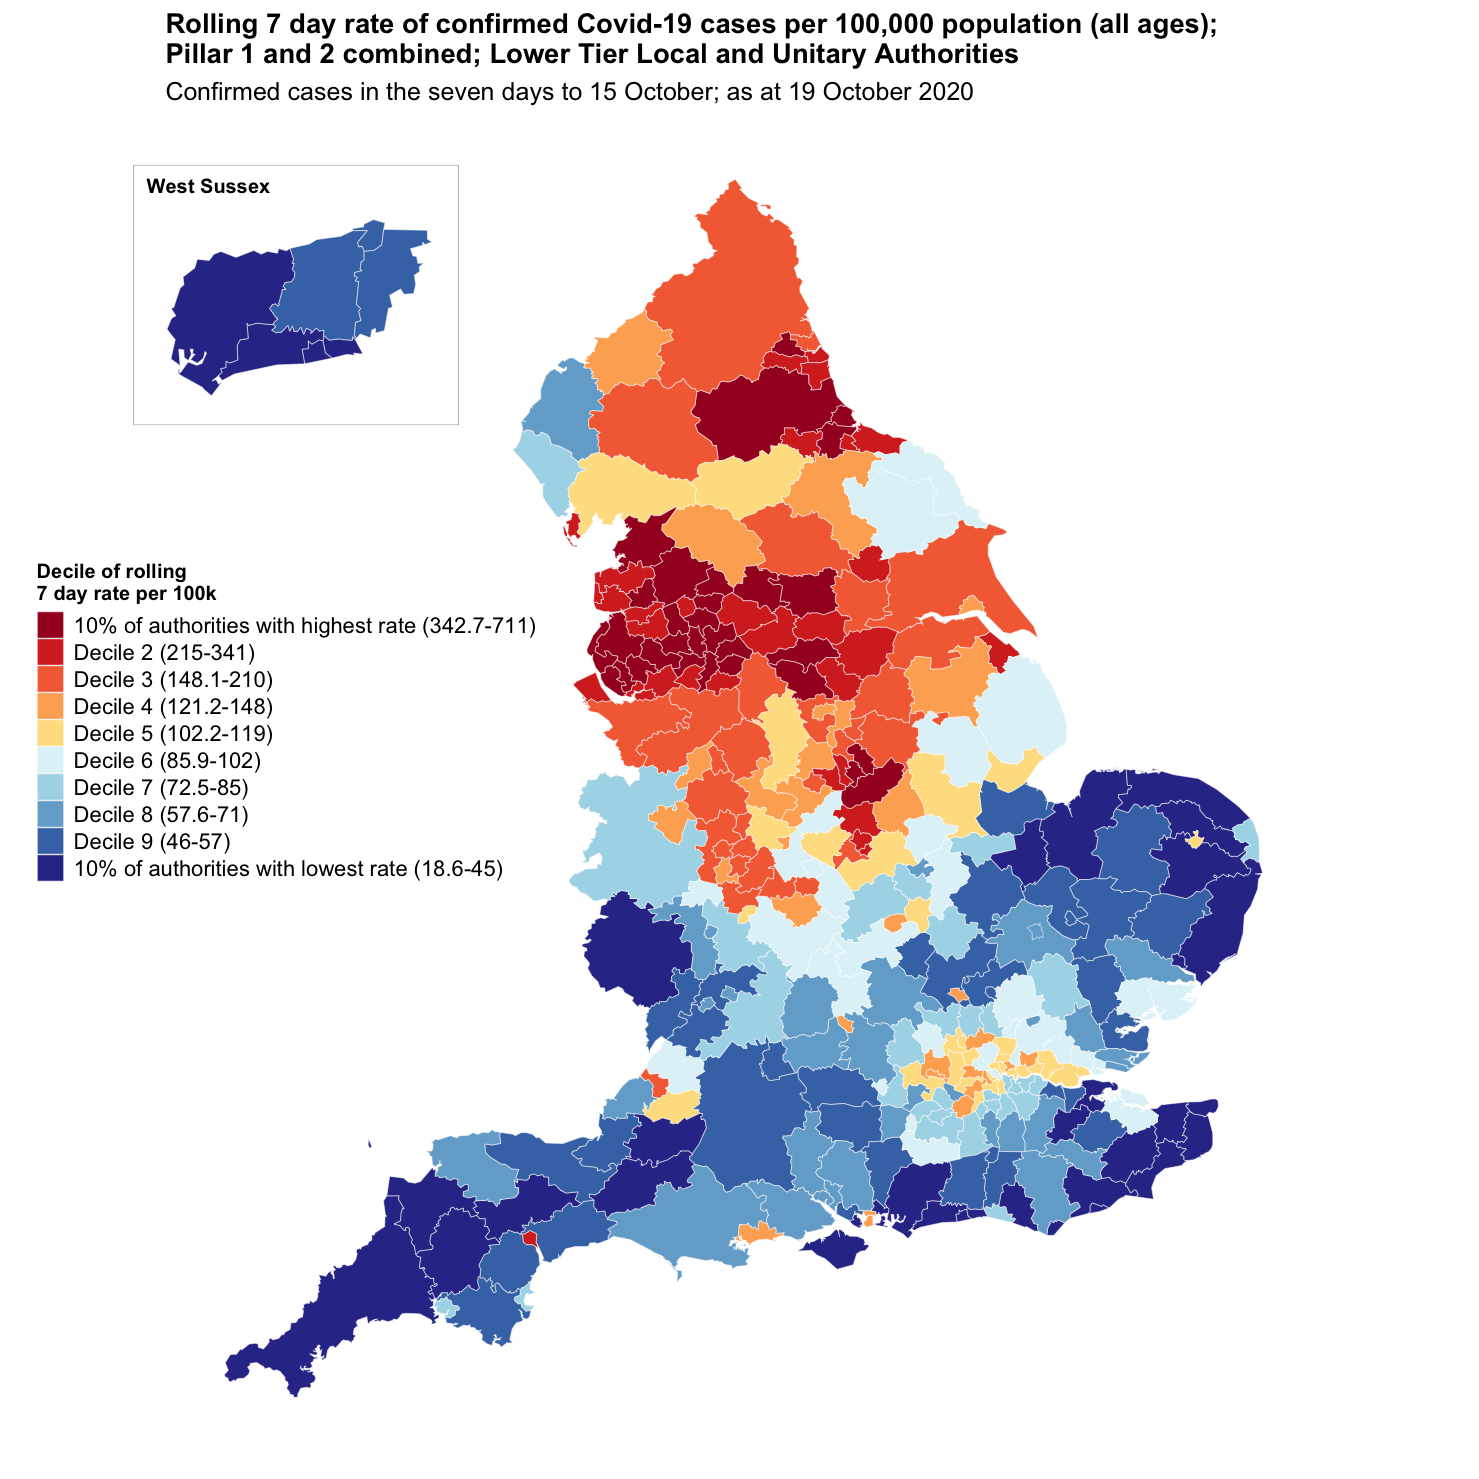 Rolling 7 day rate of confirmed Covid-19 cases per 100,000 population (all ages);
Pillar 1 and 2 combined; Lower Tier Local and Unitary Authorities
Confirmed cases in the seven days to 15 October; as at 19 October 2020
West Sussex
Decile of rolling
7 day rate per 100k
10% of authorities with highest rate (342.7-711)
Decile 2 (215-341)
Decile 3 (148.1-210)
Decile 4 (121.2-148)
Decile 5 (102.2-119)
Decile 6 (85.9-102)
Decile 7 (72.5-85)
Decile 8 (57.6-71)
Decile 9 (46-57)
10% of authorities with lowest rate (18.6-45)